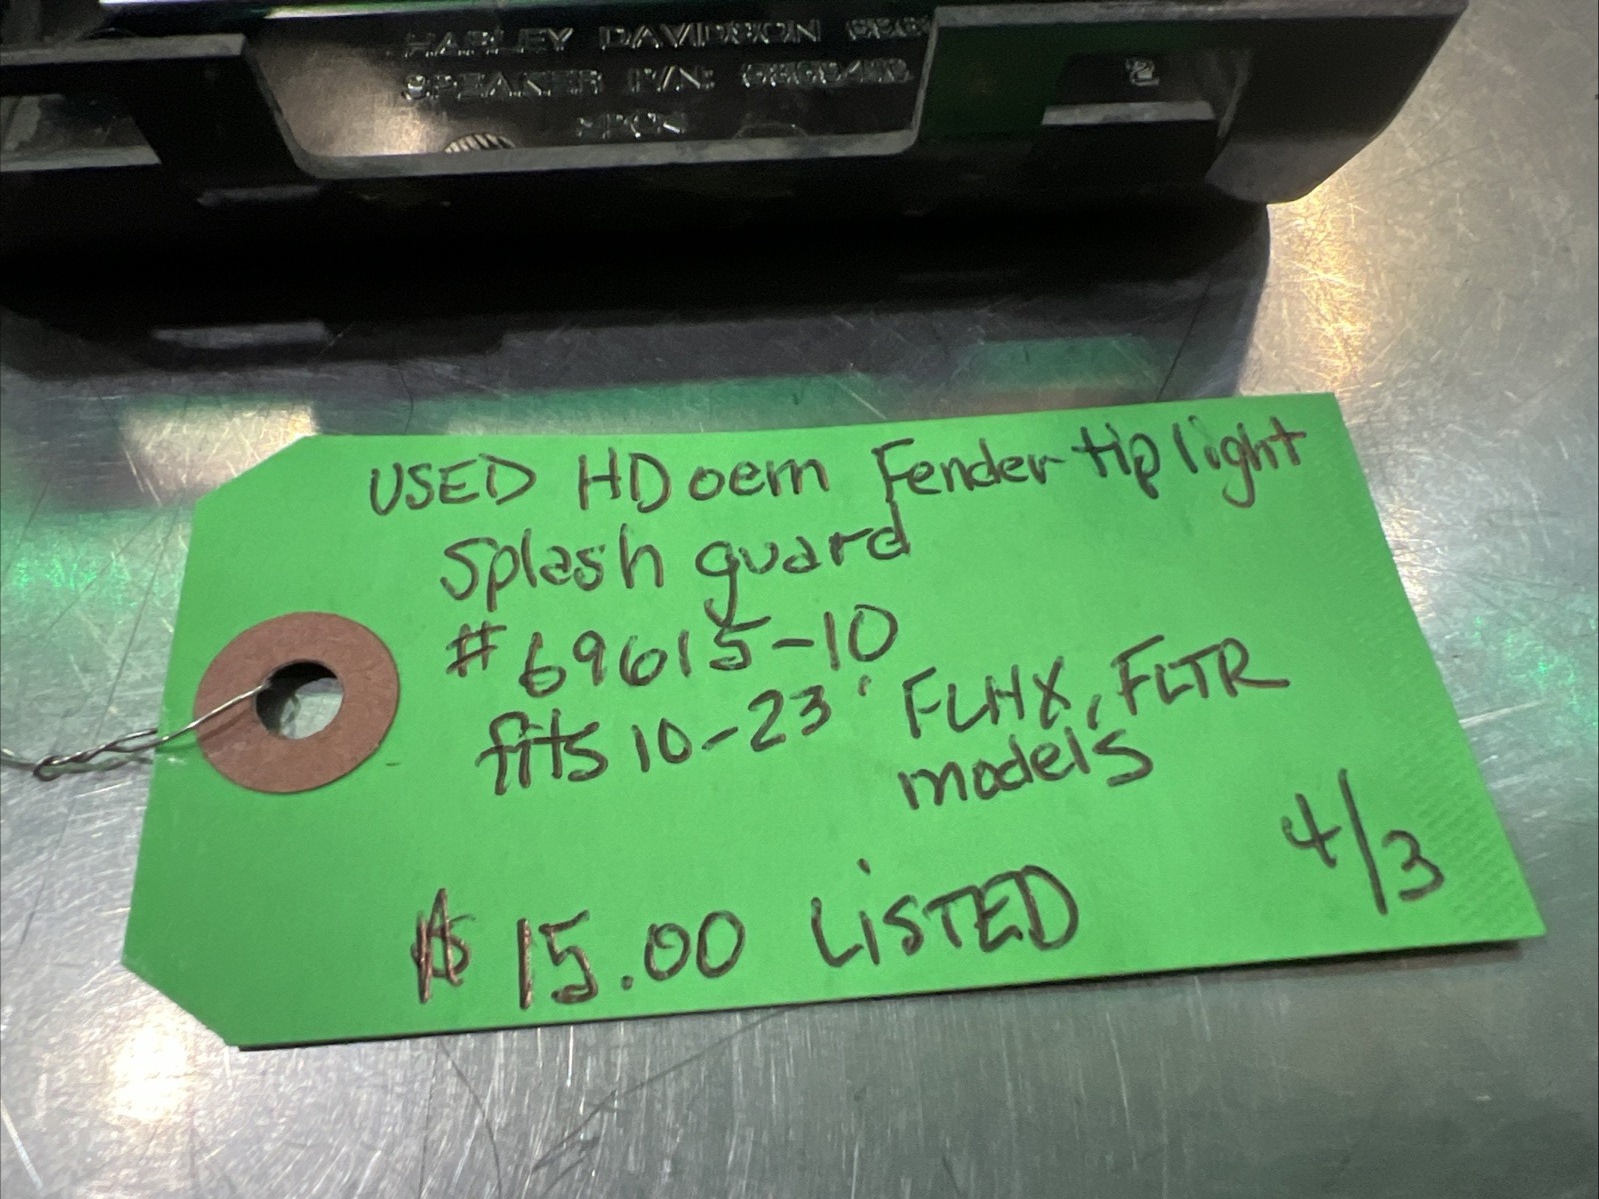 HARLEY DAVIDSON
SPEAKER P/N:
2
USED HD oem Fender tip light
splash guard
#69615-10
fits 10-23' FLHX, FLTR
models
4/3
$15.00 LiSTED